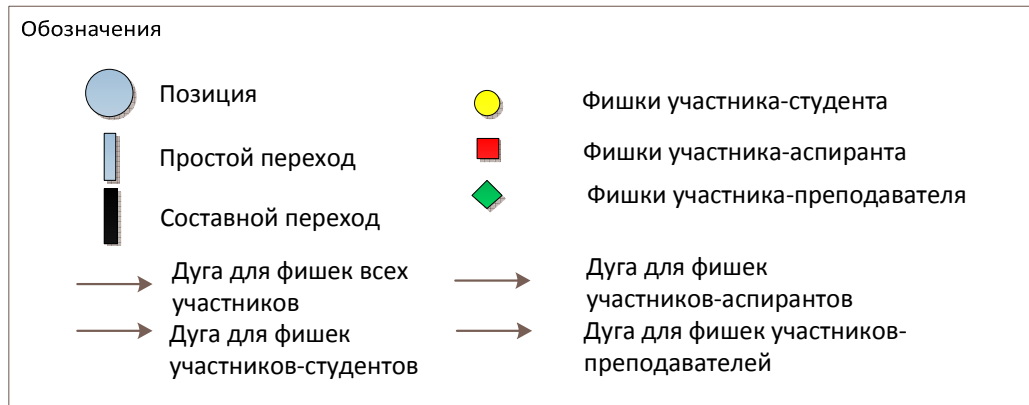 Обозначения
Позиция
Простой переход
Составной переход
Дуга для фишек всех
участников
Дуга для фишек
участников-студентов
Фишки участника-студента
Фишки участника-аспиранта
Фишки участника-преподавателя
Дуга для фишек
участников-аспирантов
Дуга для фишек участников-
преподавателей